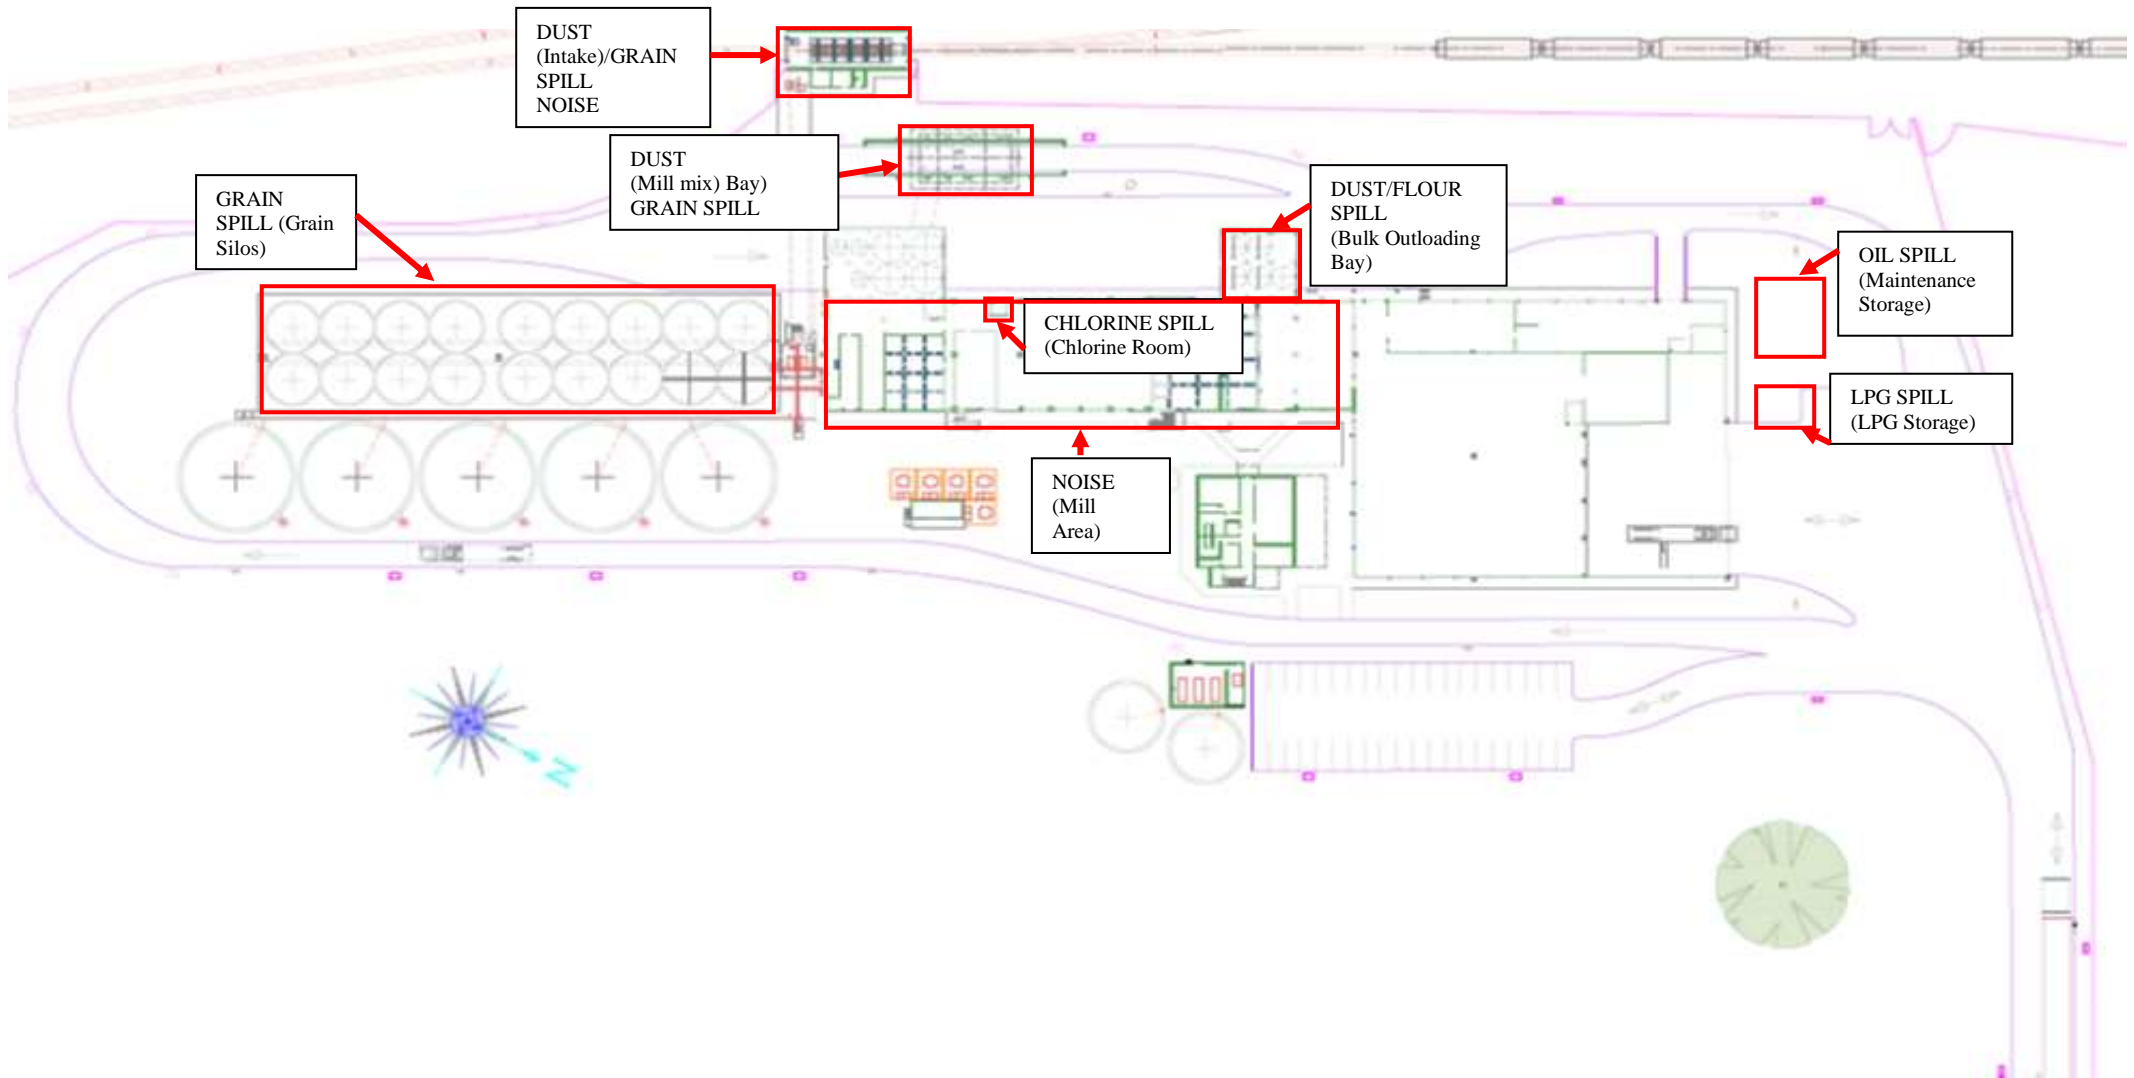 DUST
(Intake)/GRAIN
SPILL
NOISE
DUST
(Mill mix) Bay)
GRAIN SPILL
GRAIN
SPILL (Grain
Silos)
DUST/FLOUR
SPILL
(Bulk Outloading
Bay)
OIL SPILL
(Maintenance
Storage)
CHLORINE SPILL
(Chlorine Room)
LPG SPILL
(LPG Storage)
NOISE
(Mill
Area)
N